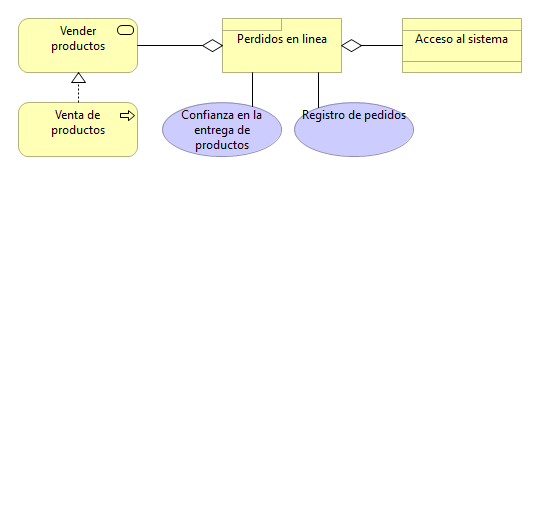 Vender
productos
Perdidos en linea
Acceso al sistema
Venta de
productos
Confianza en la
entrega de
productos
Registro de pedidos